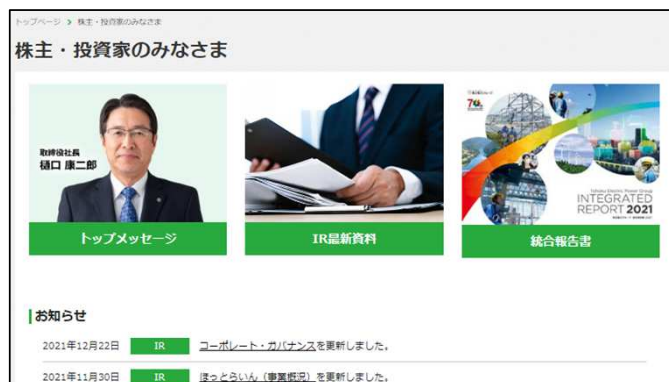 トップページ > 株主・投資家のみなさま
株主・投資家のみなさま
取締役社長
樋口 康二郎
トップメッセージ
IR最新資料
Tohoku Electric Power Group
INTEGRATED
REPORT 2021
統合報告書
お知らせ
2021年12月22日 IR コーポレート・ガバナンスを更新しました。
2021年11月30日 IR ほっとらいん（事業概況）を更新しました。